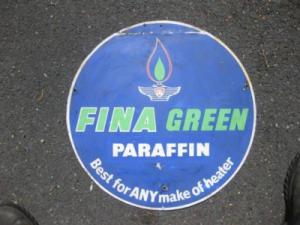 FINA GREEN
PARAFFIN
Best for ANY make of heater